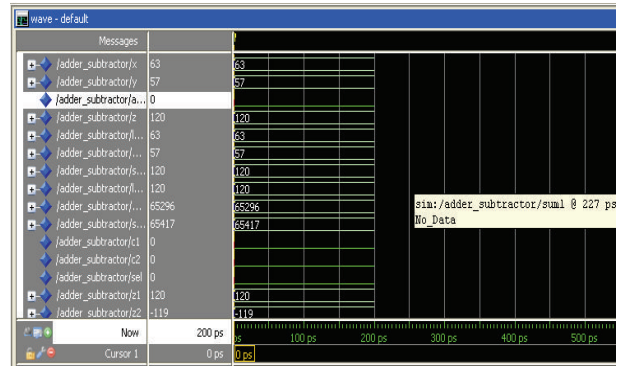 wave - default
Messages
/adder_subtractor/x 63 63
/adder_subtractor/y 57 57
/adder_subtractor/a... 0
/adder_subtractor/z 120 120
/adder_subtractor/l... 63 63
/adder_subtractor/... 57 57
/adder_subtractor/s... 120 120
/adder_subtractor/l... 120 120
/adder_subtractor/... 65296 65296
/adder_subtractor/s... 65417 65417
/adder_subtractor/c1 0
/adder_subtractor/c2 0
/adder_subtractor/sel 0
/adder_subtractor/z1 120 120
/adder_subtractor/z2 -119 -119
sim:/adder_subtractor/sum1 @ 227 ps
No_Data
Now 200 ps ps 100 ps 200 ps 300 ps 400 ps 500 ps
Cursor 1 0 ps 0 ps